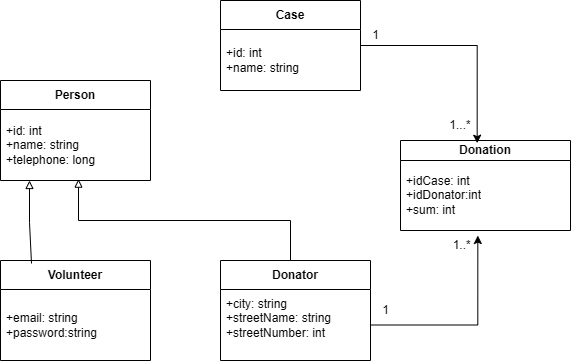 Case
+id: int
+name: string
1
Person
+id: int
+name: string
+telephone: long
1...*
Donation
+idCase: int
+idDonator:int
+sum: int
1..*
Volunteer
+email: string
+password:string
Donator
+city: string
+streetName: string
+streetNumber: int
1